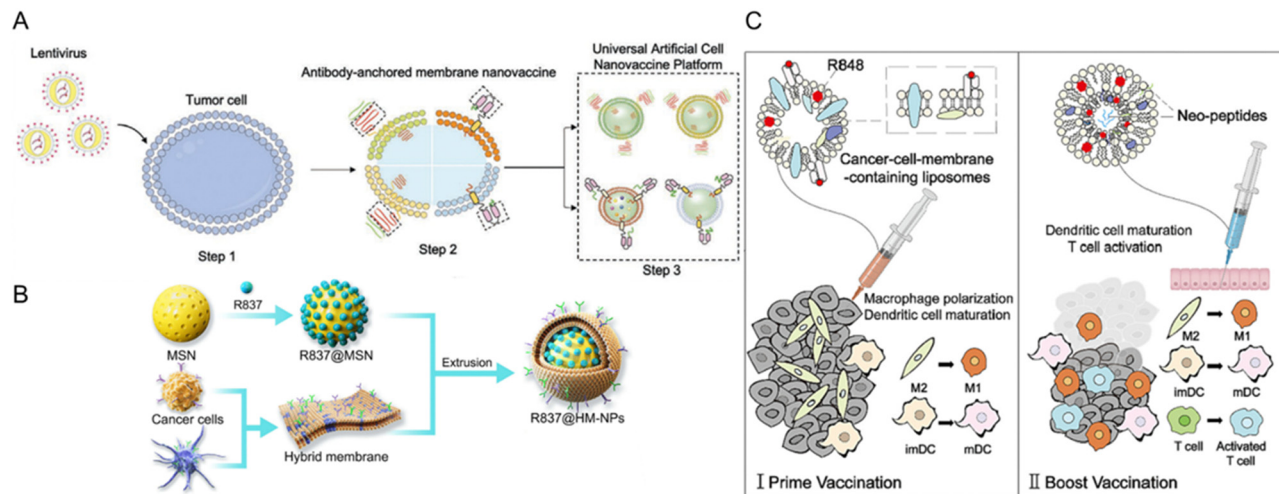 A
Lentivirus
Tumor cell
Step 1
Antibody-anchored membrane nanovaccine
Step 2
Universal Artificial Cell
Nanovaccine Platform
Step 3
B
MSN
R837
R837@MSN
Cancer cells
Hybrid membrane
Extrusion
R837@HM-NPs
C
R848
Cancer-cell-membrane
-containing liposomes
Macrophage polarization
Dendritic cell maturation
M2
M1
imDC
mDC
I Prime Vaccination
Neo-peptides
Dendritic cell maturation
T cell activation
M2
M1
imDC
mDC
T cell
Activated
T cell
II Boost Vaccination